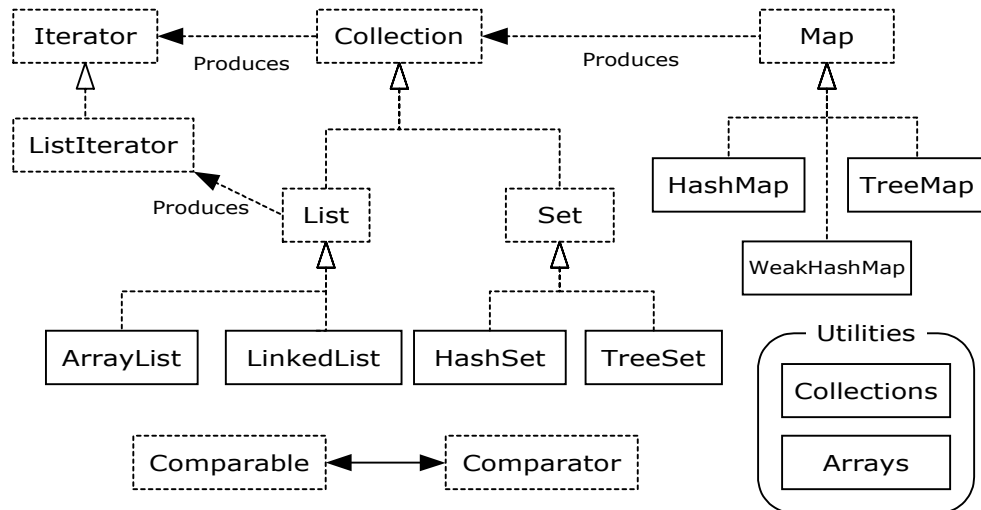 Iterator
Collection
Map
Produces
Produces
ListIterator
Produces
List
Set
HashMap
TreeMap
WeakHashMap
ArrayList
LinkedList
HashSet
TreeSet
Utilities
Collections
Arrays
Comparable
Comparator